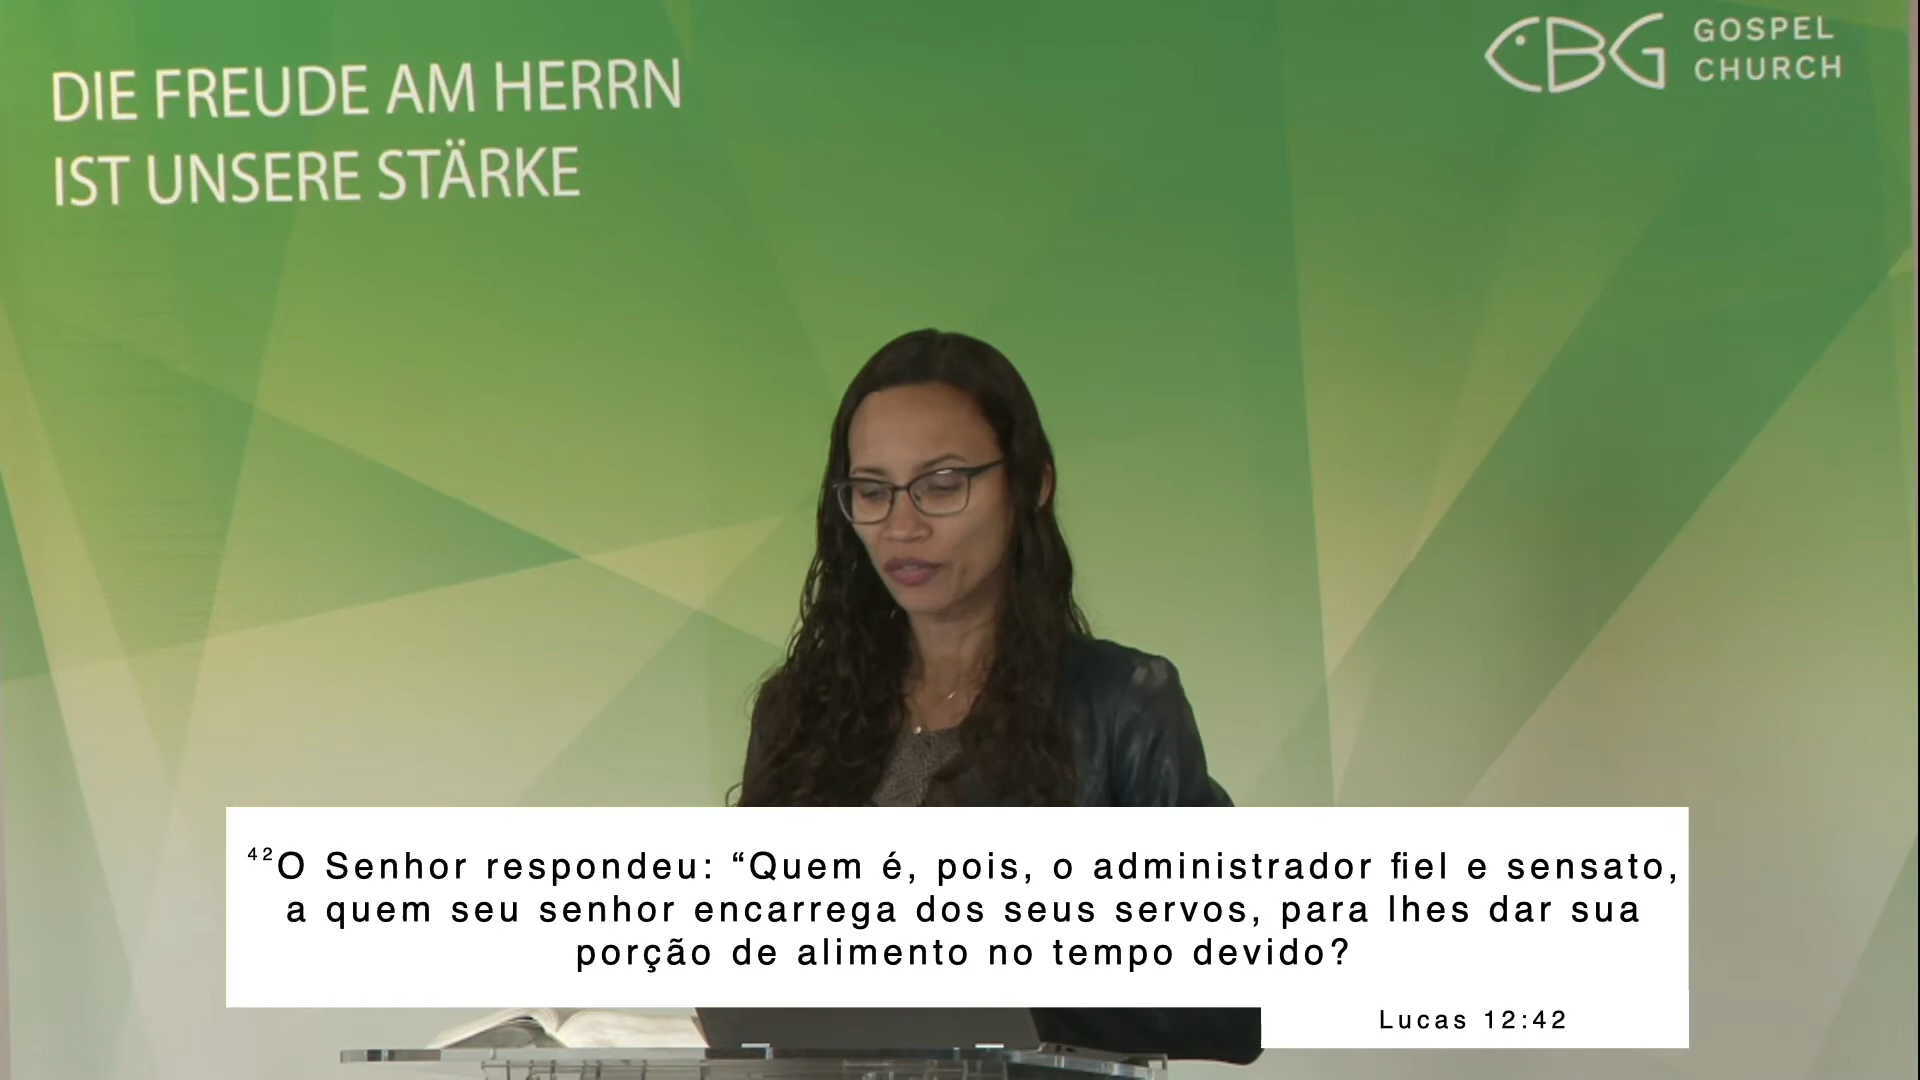 DIE FREUDE AM HERRN
IST UNSERE STÄRKE
CBG
GOSPEL
CHURCH
⁴²O Senhor respondeu: “Quem é, pois, o administrador fiel e sensato,
a quem seu senhor encarrega dos seus servos, para lhes dar sua
porção de alimento no tempo devido?
Lucas 12:42